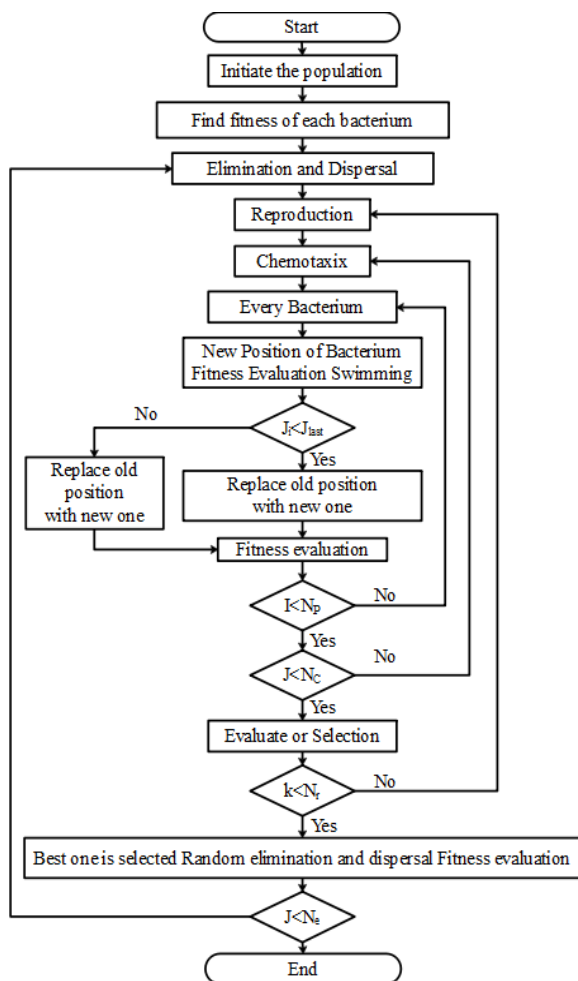 Start
Initiate the population
Find fitness of each bacterium
Elimination and Dispersal
Reproduction
Chemotaxix
Every Bacterium
New Position of Bacterium
Fitness Evaluation Swimming
No
Jᵢ<J_last
Yes
Replace old
position
with new one
Replace old position
with new one
Fitness evaluation
I<Nₚ
No
Yes
J<N_C
No
Yes
Evaluate or Selection
k<Nᵣ
No
Yes
Best one is selected Random elimination and dispersal Fitness evaluation
J<Nₑ
End